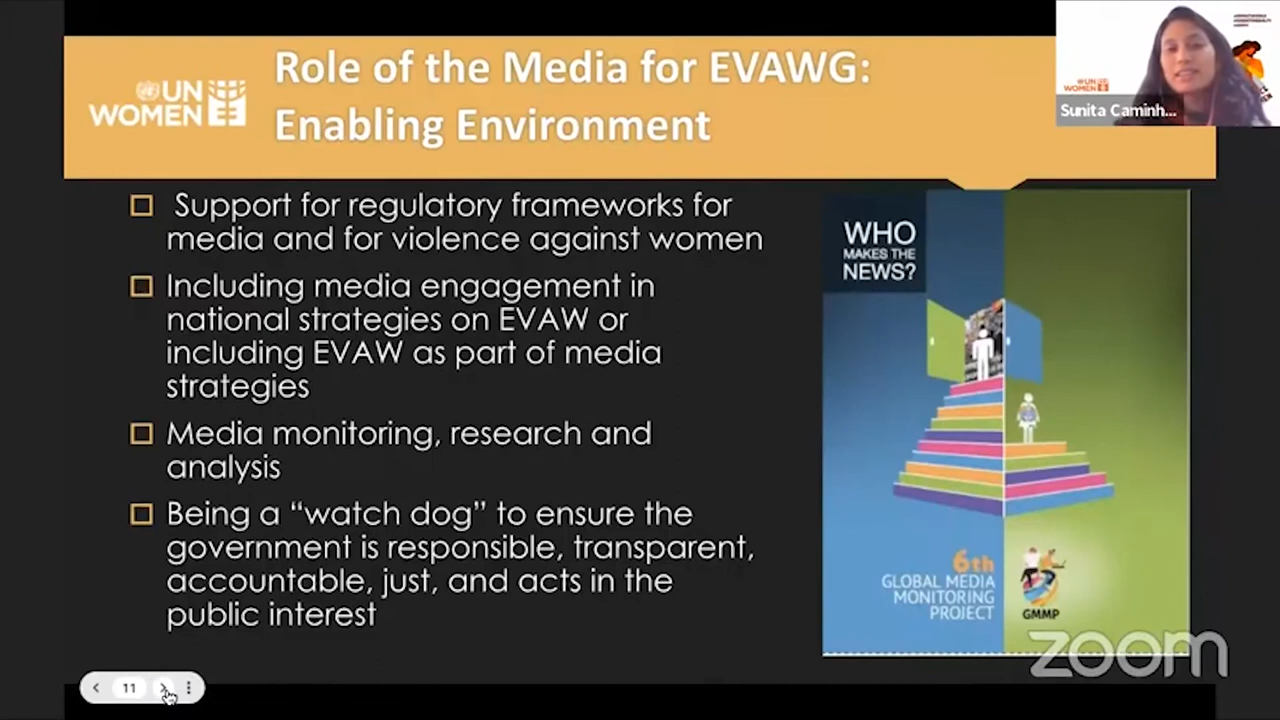 UN
WOMEN
Role of the Media for EVAWG:
Enabling Environment
UN
WOMEN
Sunita Caminh...
Support for regulatory frameworks for
media and for violence against women
Including media engagement in
national strategies on EVAW or
including EVAW as part of media
strategies
Media monitoring, research and
analysis
Being a “watch dog” to ensure the
government is responsible, transparent,
accountable, just, and acts in the
public interest
WHO
MAKES THE
NEWS?
6th
GLOBAL MEDIA
MONITORING
PROJECT
GMMP
zoom
11